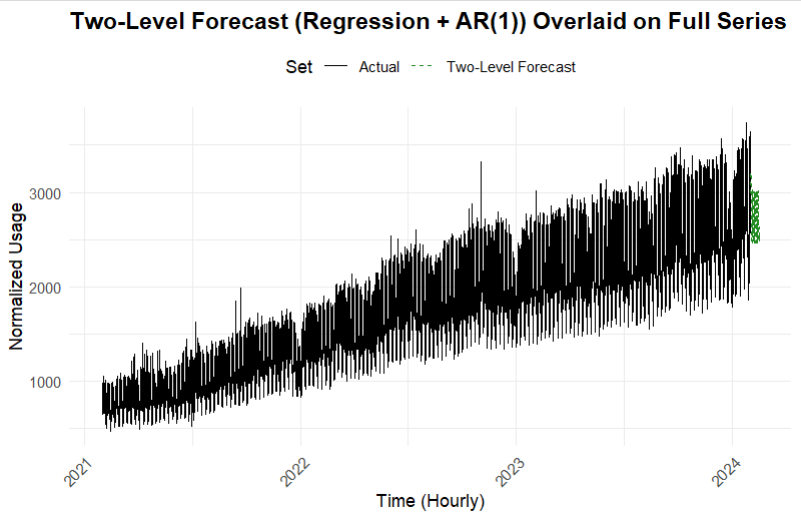 Two-Level Forecast (Regression + AR(1)) Overlaid on Full Series
Set Actual Two-Level Forecast
Normalized Usage
3000
2000
1000
2021 2022 2023 2024
Time (Hourly)